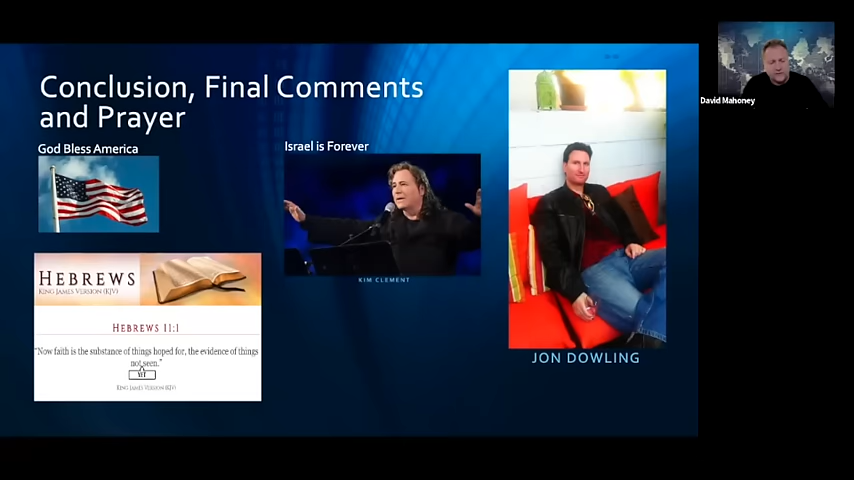 Conclusion, Final Comments
and Prayer
God Bless America
Israel is Forever
KIM CLEMENT
HEBREWS
KING JAMES VERSION (KJV)
HEBREWS 11:1
"Now faith is the substance of things hoped for, the evidence of things
not seen."
YET
KING JAMES VERSION (KJV)
JON DOWLING
David Mahoney